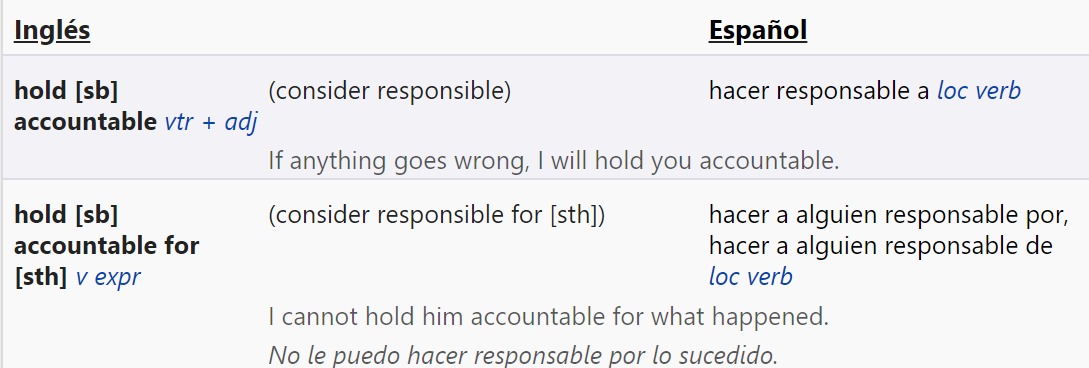 Inglés Español
hold [sb] (consider responsible) hacer responsable a loc verb
accountable vtr + adj
If anything goes wrong, I will hold you accountable.
hold [sb] (consider responsible for [sth]) hacer a alguien responsable por,
accountable for hacer a alguien responsable de
[sth] v expr loc verb
I cannot hold him accountable for what happened.
No le puedo hacer responsable por lo sucedido.